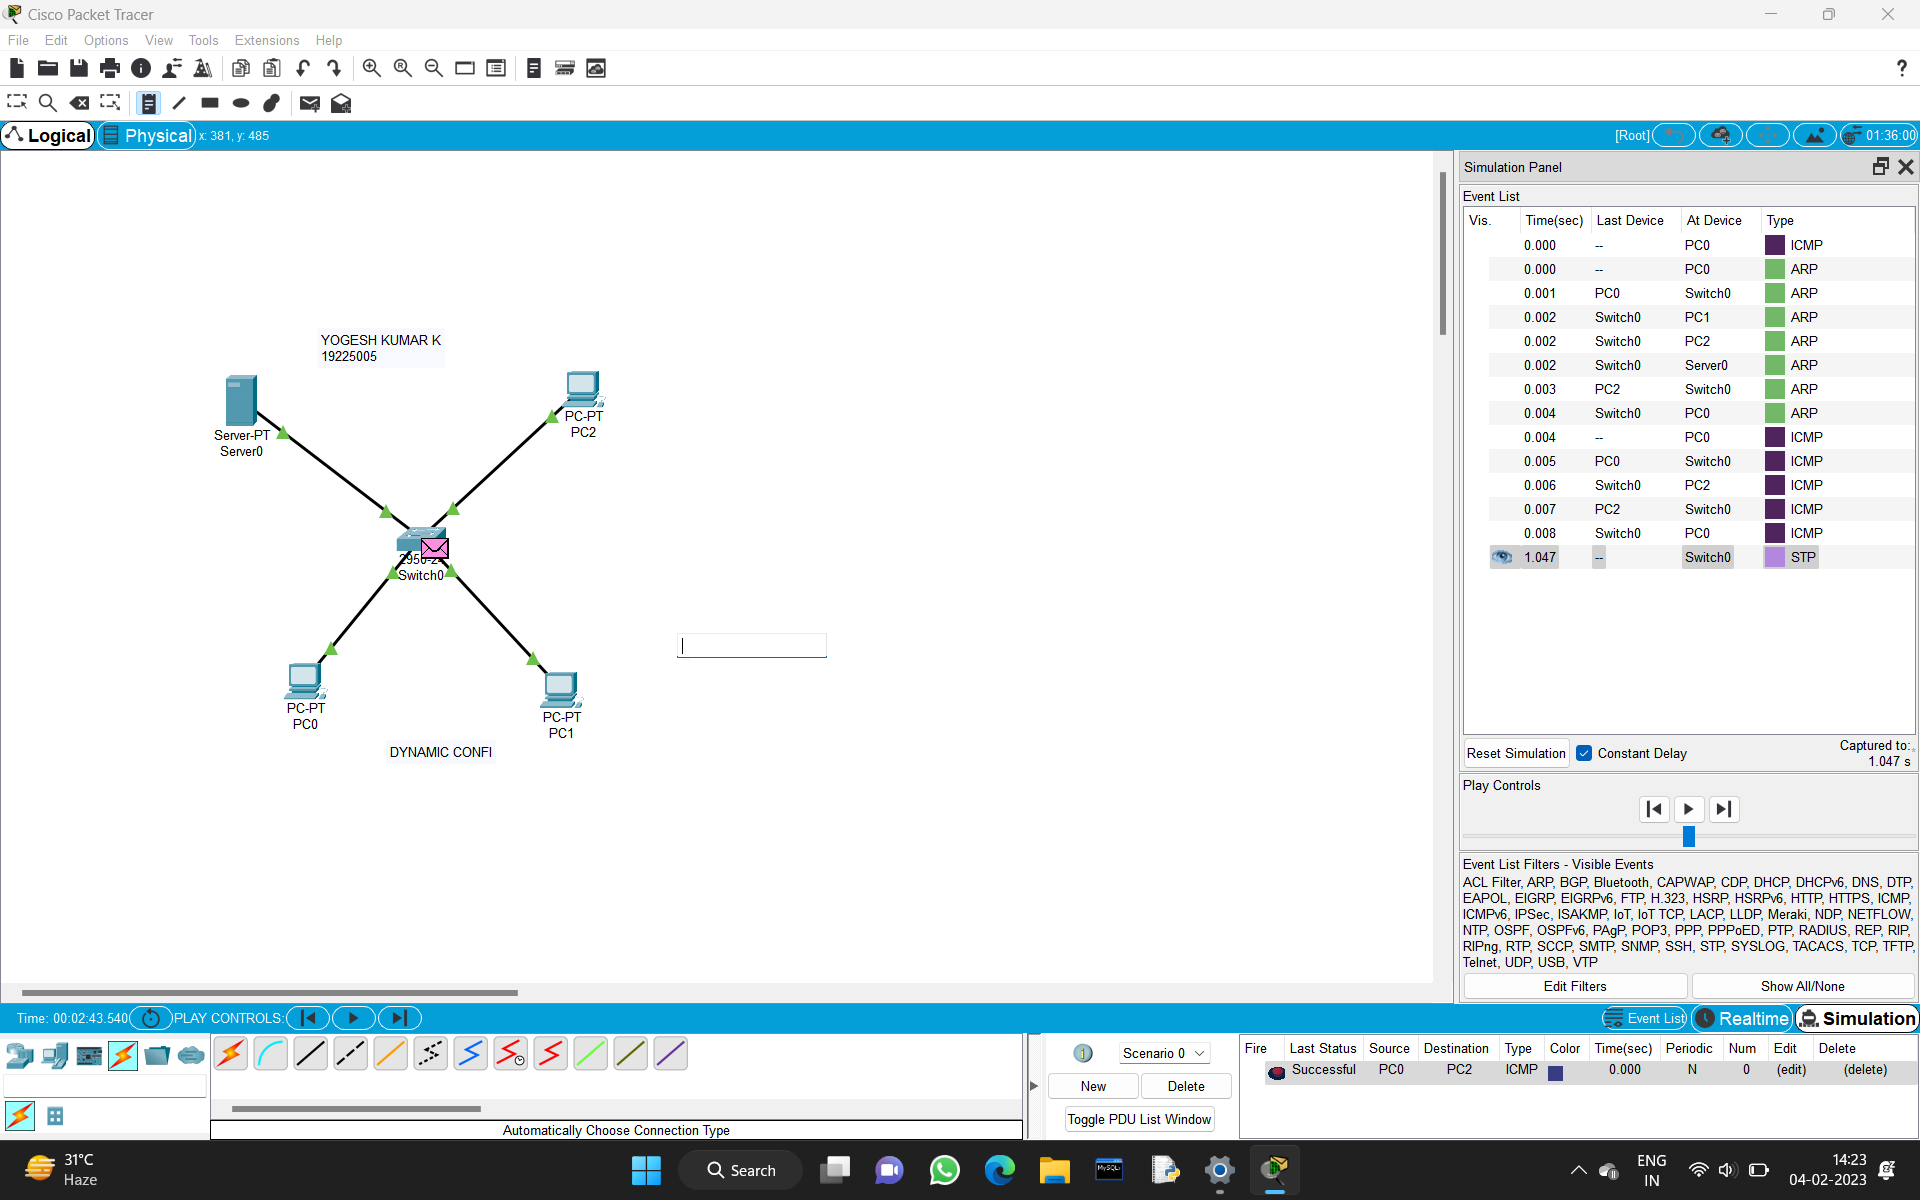 Cisco Packet Tracer
File Edit Options View Tools Extensions Help
?
Logical Physical x: 381, y: 485 [Root] 01:36:00
Simulation Panel
Event List
Vis. Time(sec) Last Device At Device Type
0.000 -- PC0 ICMP
0.000 -- PC0 ARP
0.001 PC0 Switch0 ARP
0.002 Switch0 PC1 ARP
0.002 Switch0 PC2 ARP
0.002 Switch0 Server0 ARP
0.003 PC2 Switch0 ARP
0.004 Switch0 PC0 ARP
0.004 -- PC0 ICMP
0.005 PC0 Switch0 ICMP
0.006 Switch0 PC2 ICMP
0.007 PC2 Switch0 ICMP
0.008 Switch0 PC0 ICMP
1.047 -- Switch0 STP
YOGESH KUMAR K
19225005
Server-PT
Server0
PC-PT
PC2
Switch0
PC-PT
PC0
PC-PT
PC1
DYNAMIC CONFI
Reset Simulation Constant Delay Captured to:
1.047 s
Play Controls
Event List Filters - Visible Events
ACL Filter, ARP, BGP, Bluetooth, CAPWAP, CDP, DHCP, DHCPv6, DNS, DTP,
EAPOL, EIGRP, EIGRPv6, FTP, H.323, HSRP, HSRPv6, HTTP, HTTPS, ICMP,
ICMPv6, IPSec, ISAKMP, IoT, IoT TCP, LACP, LLDP, Meraki, NDP, NETFLOW,
NTP, OSPF, OSPFv6, PAgP, POP3, PPP, PPPoED, PTP, RADIUS, REP, RIP,
RIPng, RTP, SCCP, SMTP, SNMP, SSH, STP, SYSLOG, TACACS, TCP, TFTP,
Telnet, UDP, USB, VTP
Edit Filters Show All/None
Time: 00:02:43.540 PLAY CONTROLS: Event List Realtime Simulation
Scenario 0
New Delete
Toggle PDU List Window
Fire Last Status Source Destination Type Color Time(sec) Periodic Num Edit Delete
Successful PC0 PC2 ICMP 0.000 N 0 (edit) (delete)
Automatically Choose Connection Type
31°C
Haze
Search
MySQL
ENG
IN
14:23
04-02-2023